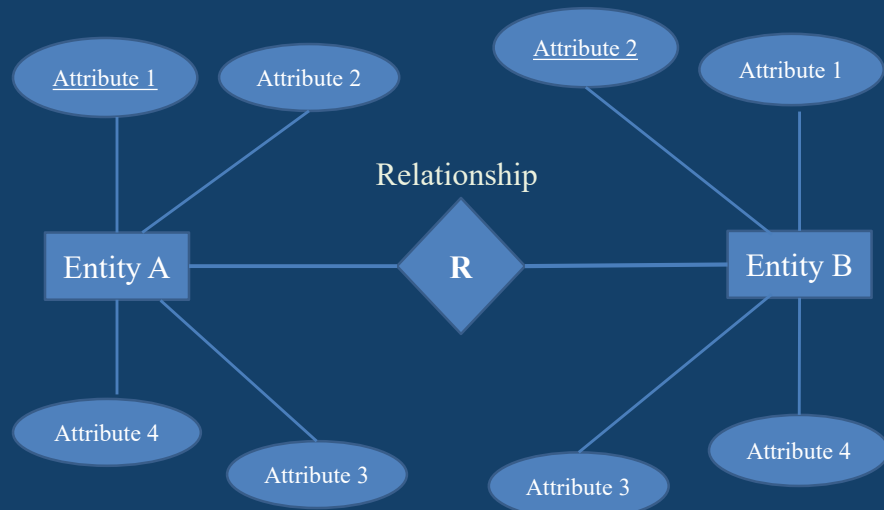 Attribute 1
Attribute 2
Attribute 2
Attribute 1
Relationship
Entity A
R
Entity B
Attribute 4
Attribute 3
Attribute 3
Attribute 4